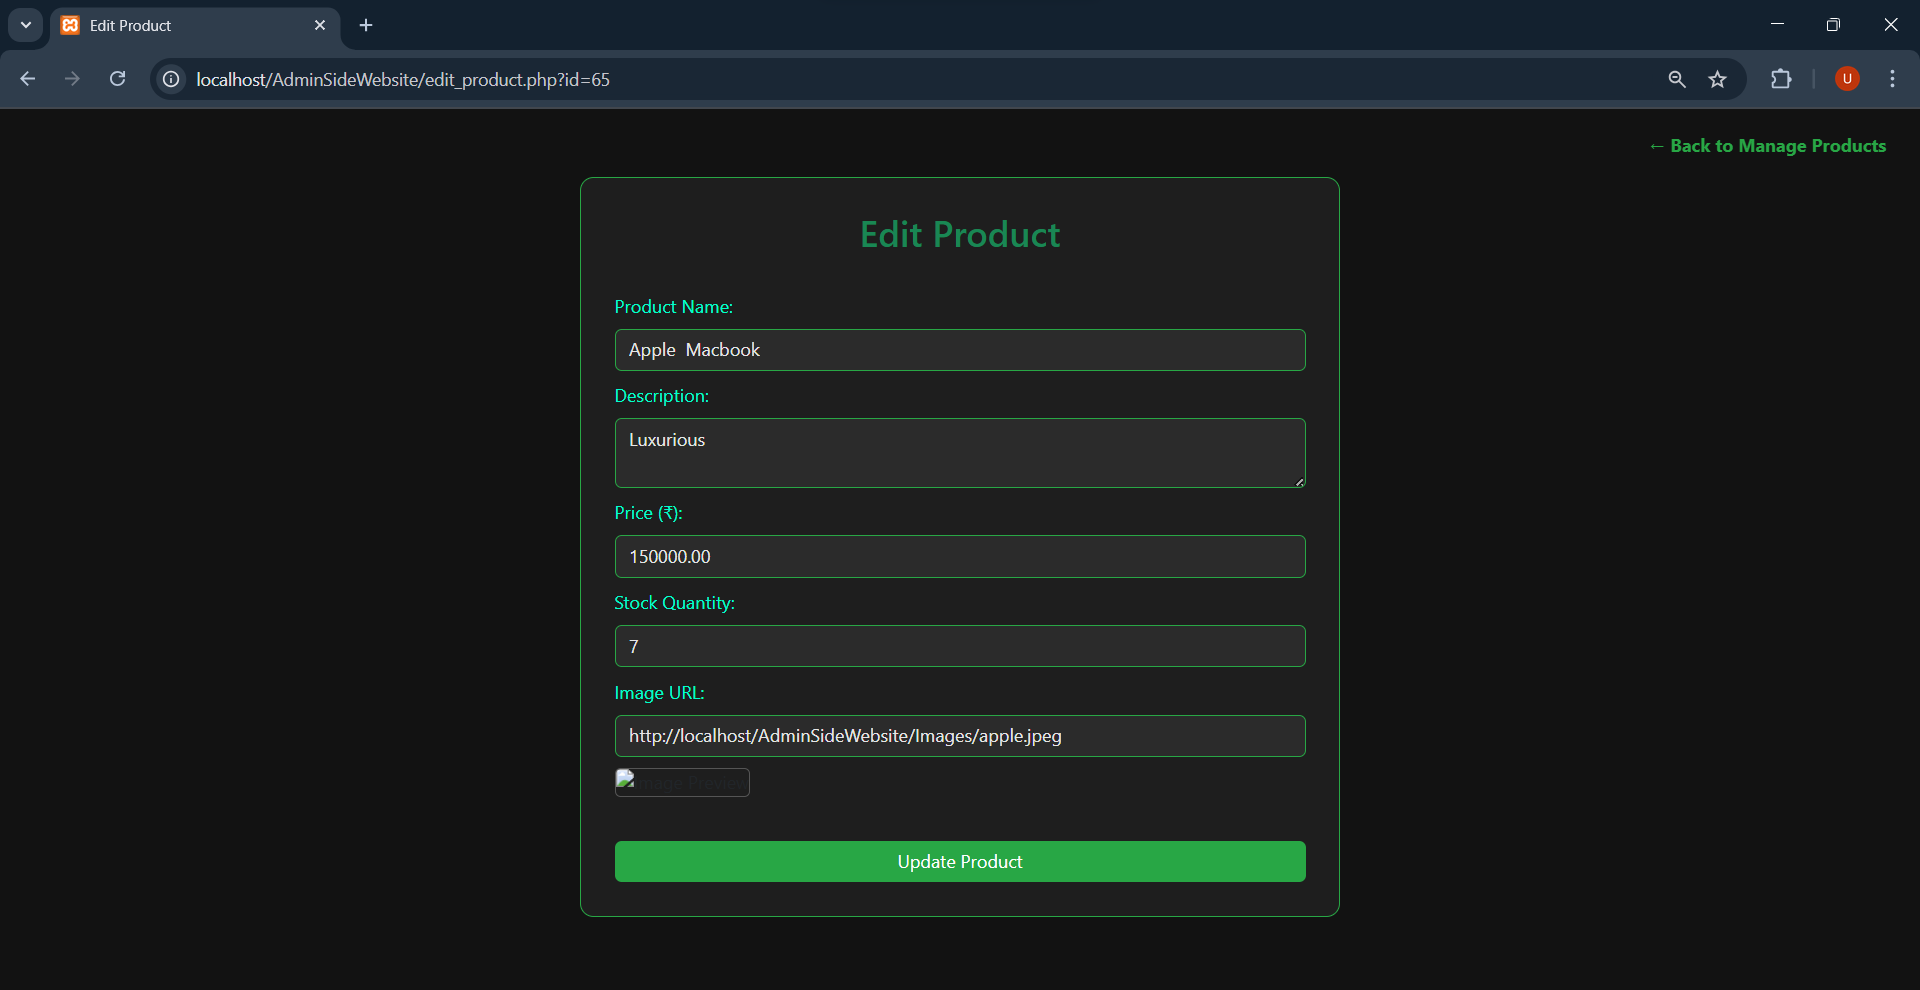 Edit Product
localhost/AdminSideWebsite/edit_product.php?id=65
U
← Back to Manage Products
Edit Product
Product Name:
Apple  Macbook
Description:
Luxurious
Price (₹):
150000.00
Stock Quantity:
7
Image URL:
http://localhost/AdminSideWebsite/Images/apple.jpeg
Image Preview
Update Product